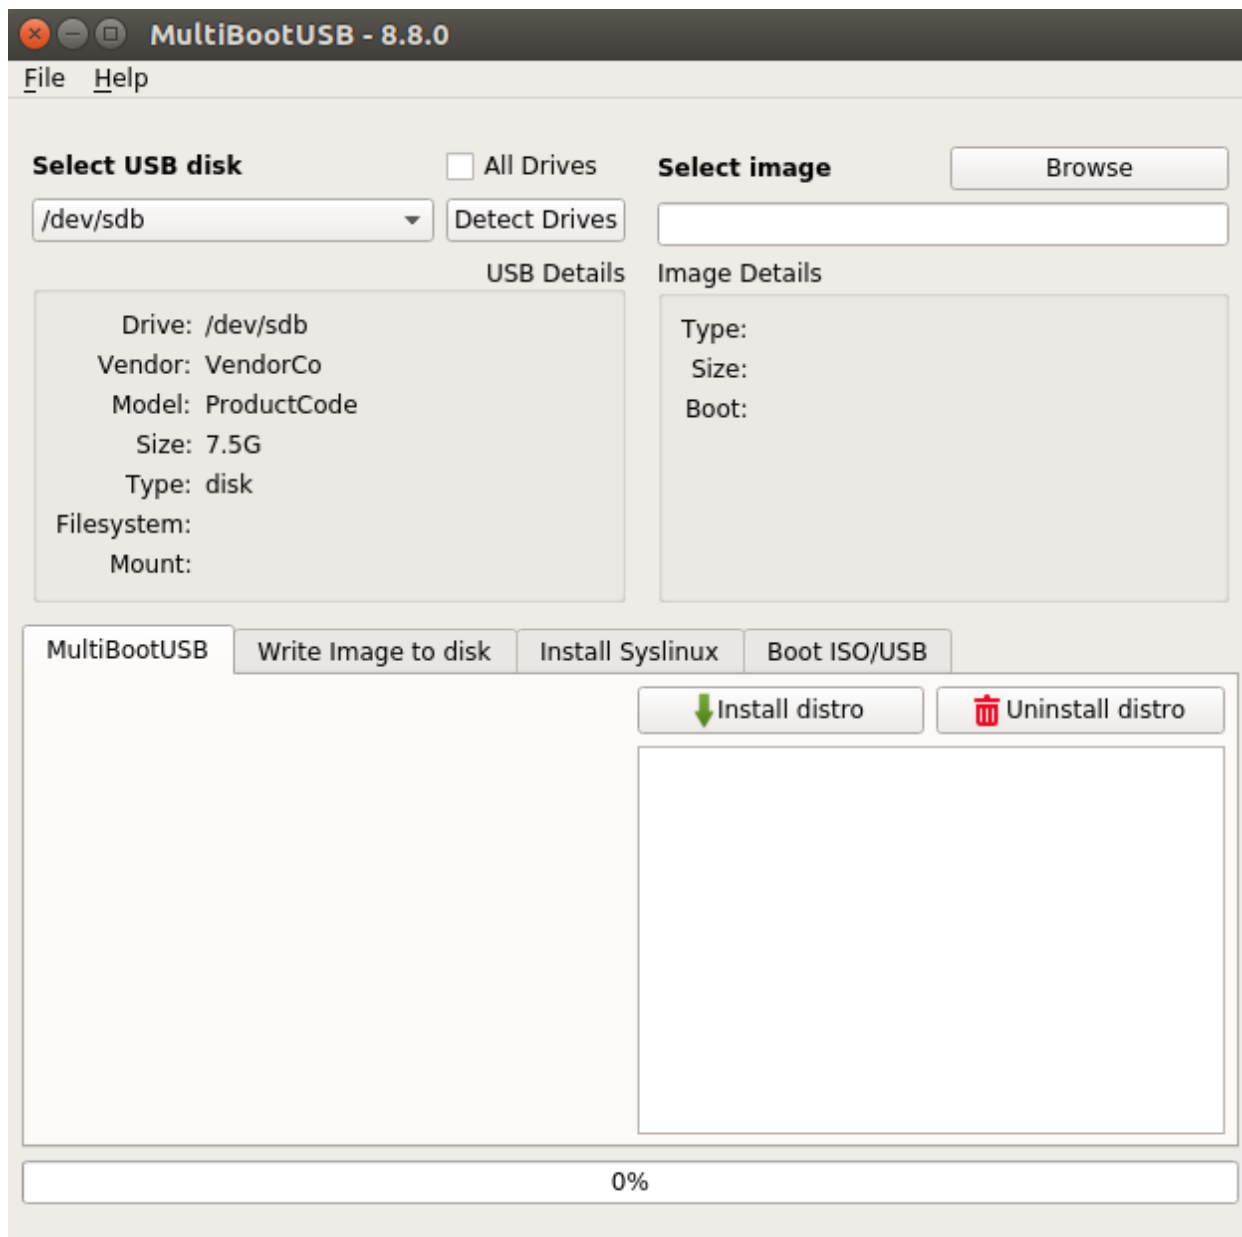 MultiBootUSB - 8.8.0
File Help
Select USB disk
All Drives
/dev/sdb
Detect Drives
USB Details
Drive: /dev/sdb
Vendor: VendorCo
Model: ProductCode
Size: 7.5G
Type: disk
Filesystem:
Mount:
Select image
Browse
Image Details
Type:
Size:
Boot:
MultiBootUSB
Write Image to disk
Install Syslinux
Boot ISO/USB
Install distro
Uninstall distro
0%